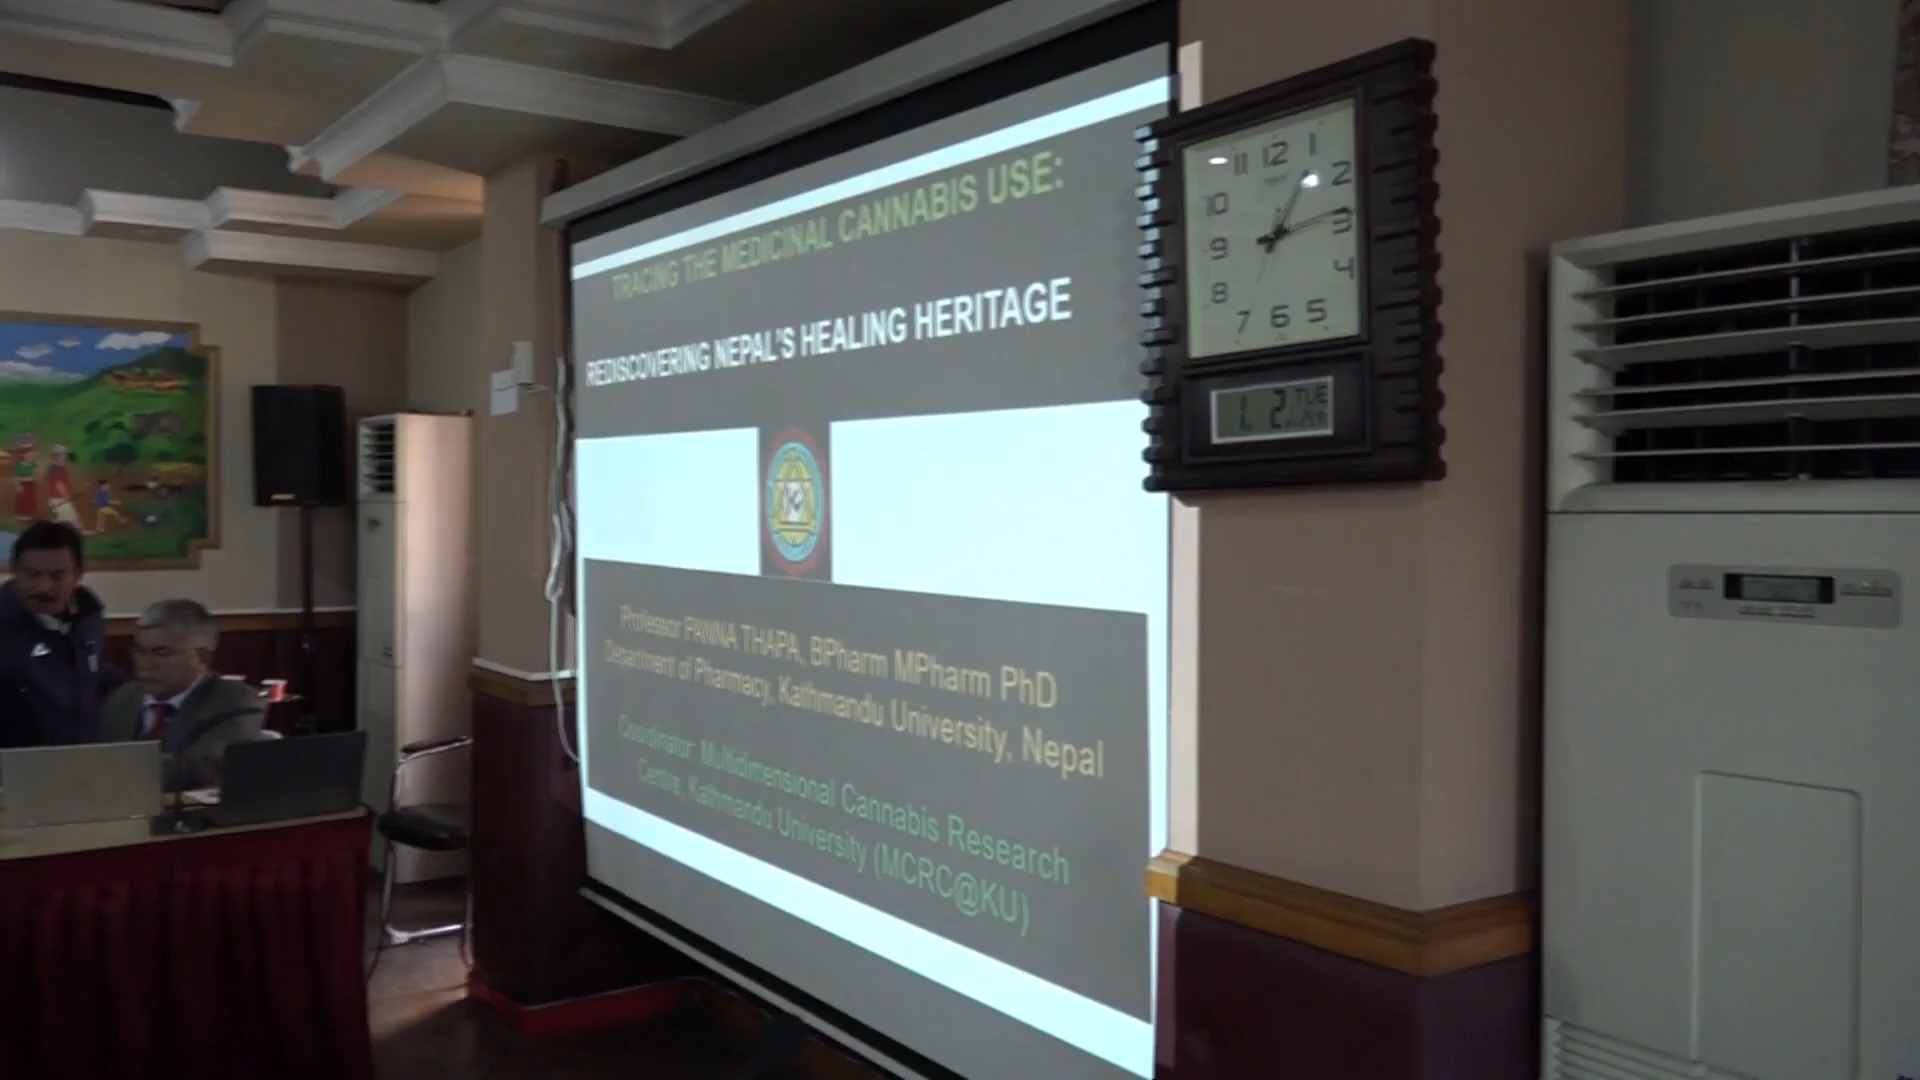 TRACING THE MEDICINAL CANNABIS USE:
REDISCOVERING NEPAL'S HEALING HERITAGE
Professor PANNA THAPA, BPharm MPharm PhD
Department of Pharmacy, Kathmandu University, Nepal
Coordinator: Multidimensional Cannabis Research
Centre, Kathmandu University (MCRC@KU)
11 12 1
10 2
9 3
8 4
7 6 5
1. 2 TUE